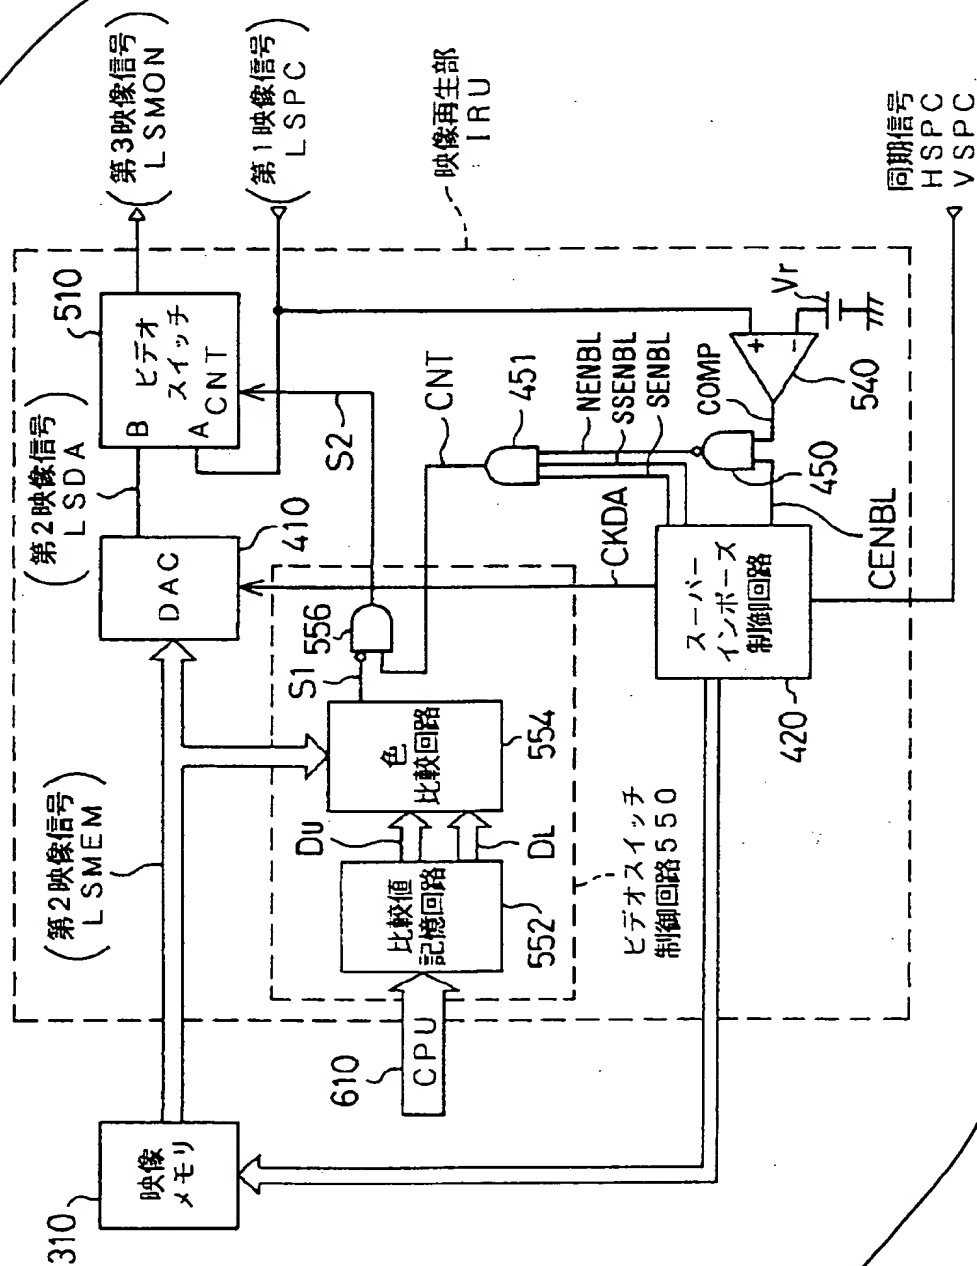 310
映像
メモリ
(第2映像信号)
LSMEM
DAC
410
(第2映像信号)
LSDA
510
ビデオ
スイッチ
B
A
CNT
(第3映像信号)
LSMON
(第1映像信号)
LSPC
映像再生部
IRU
610
CPU
比較値
記憶回路
552
DU
DL
色
比較回路
554
S1
556
S2
ビデオスイッチ
制御回路550
CNT
451
NENBL
SSENBL
SENBL
CKDA
COMP
Vr
+
-
540
450
CENBL
スーパー
インポーズ
制御回路
420
同期信号
HSPC
VSPC